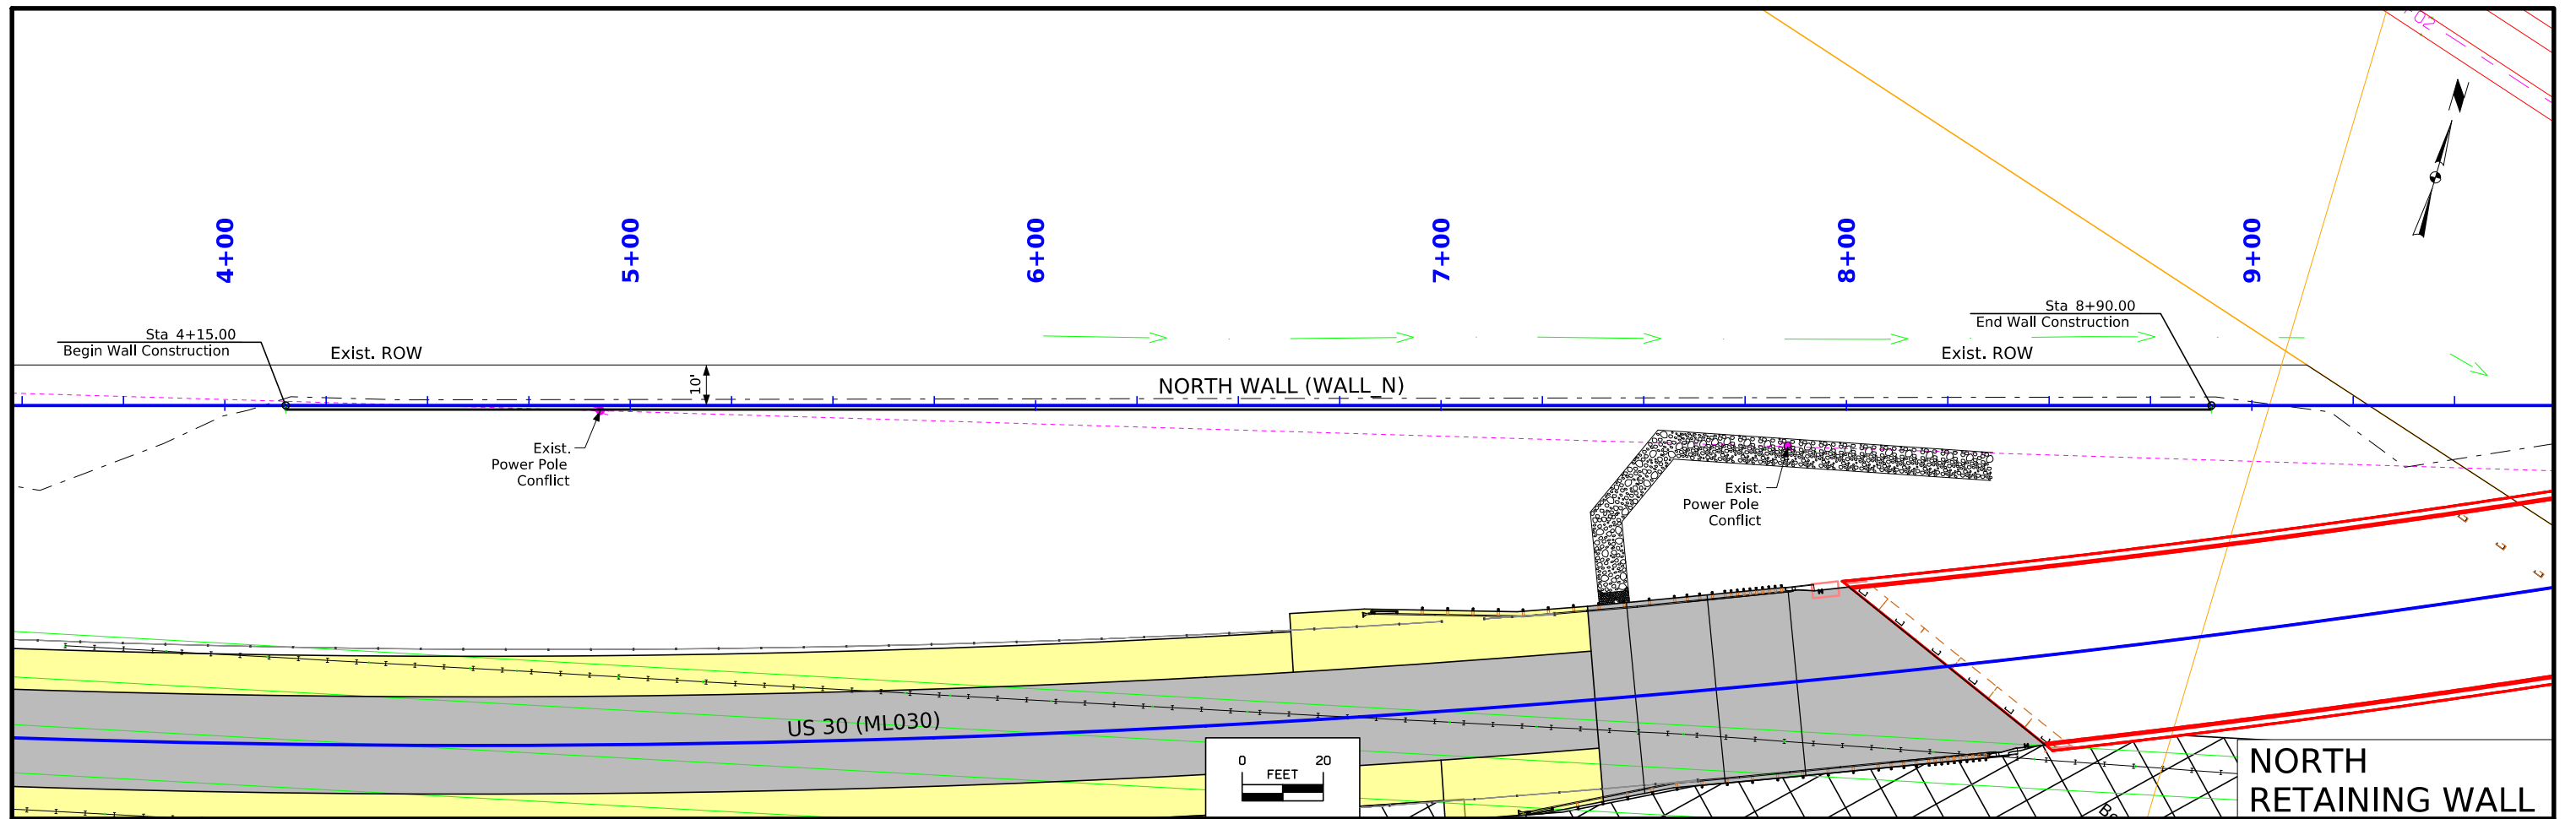 02
4+00
5+00
6+00
7+00
8+00
9+00
Sta 4+15.00
Begin Wall Construction
Exist. ROW
10'
NORTH WALL (WALL_N)
Sta 8+90.00
End Wall Construction
Exist. ROW
Exist.
Power Pole
Conflict
Exist.
Power Pole
Conflict
US 30 (ML030)
0 20
FEET
NORTH
RETAINING WALL